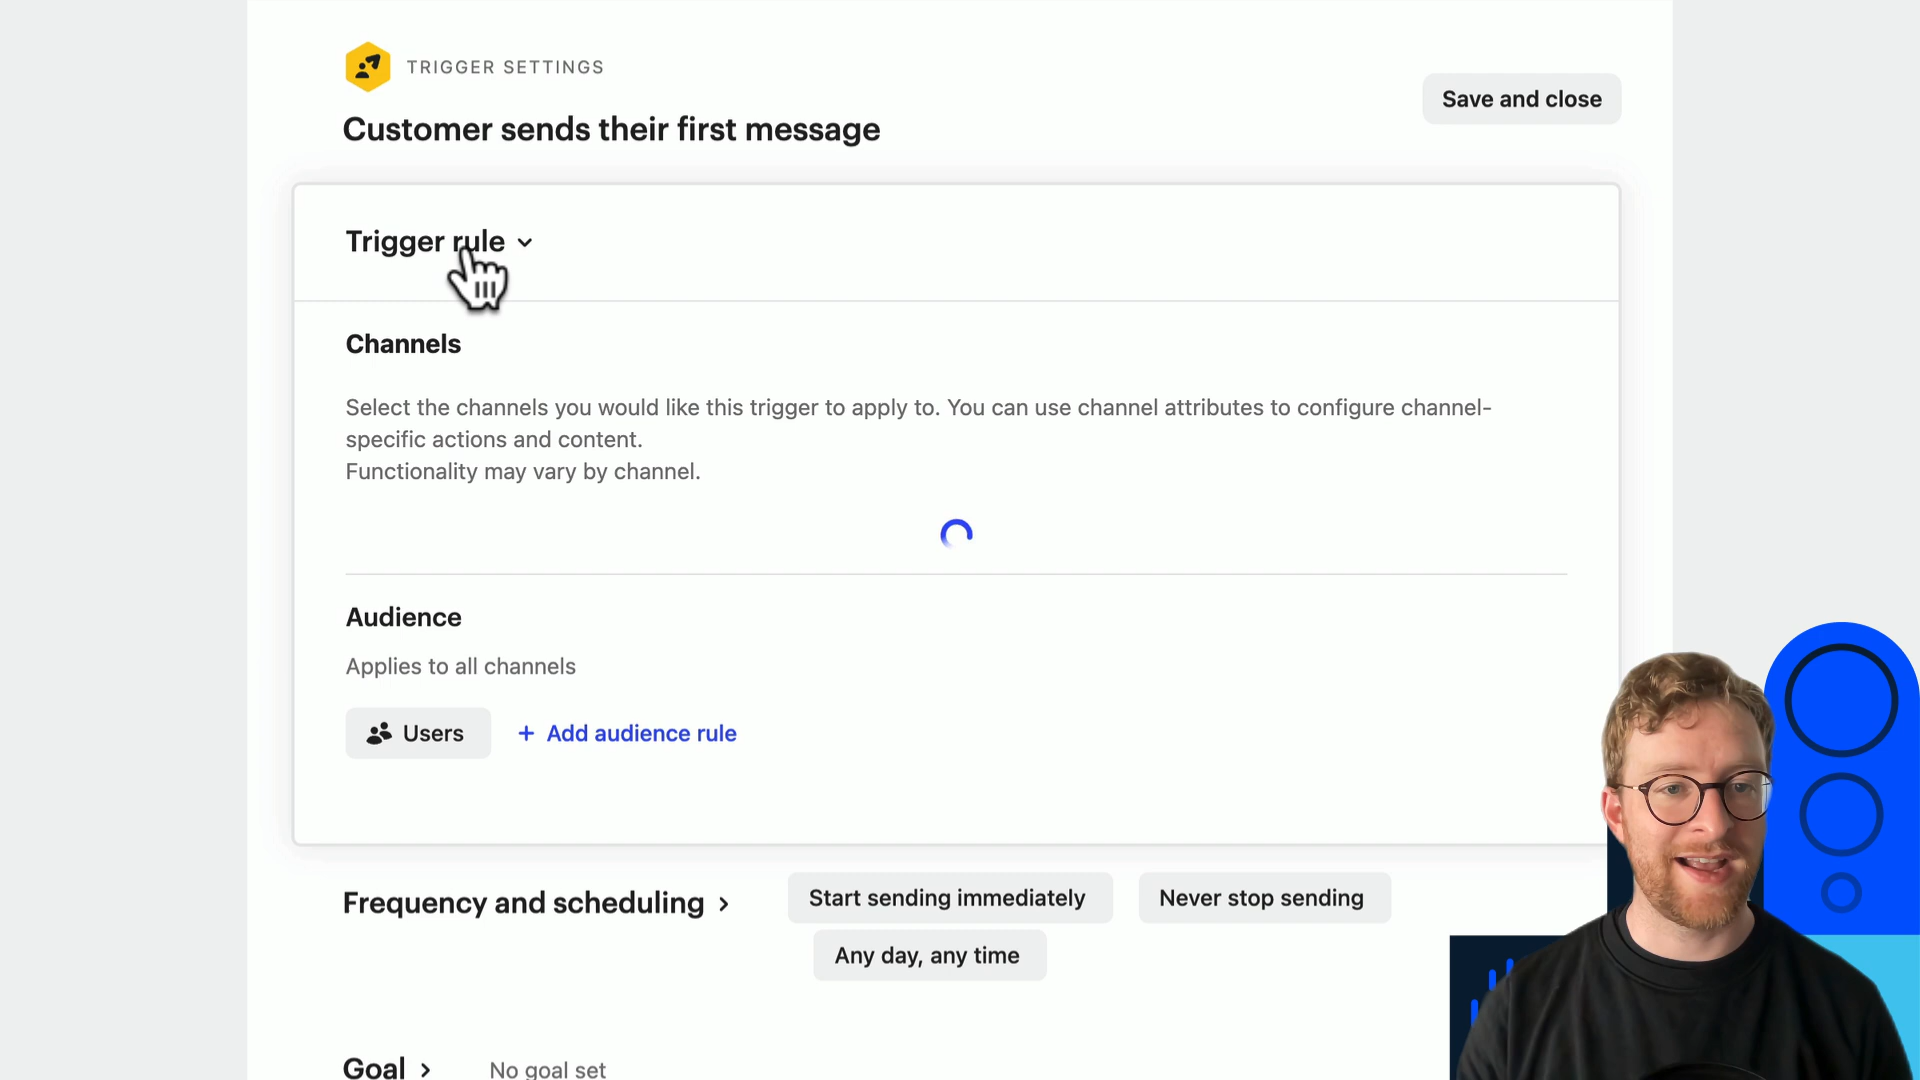 TRIGGER SETTINGS
Save and close
Customer sends their first message
Trigger rule
Channels
Select the channels you would like this trigger to apply to. You can use channel attributes to configure channel-
specific actions and content.
Functionality may vary by channel.
Audience
Applies to all channels
Users
+ Add audience rule
Frequency and scheduling
Start sending immediately
Never stop sending
Any day, any time
Goal
No goal set